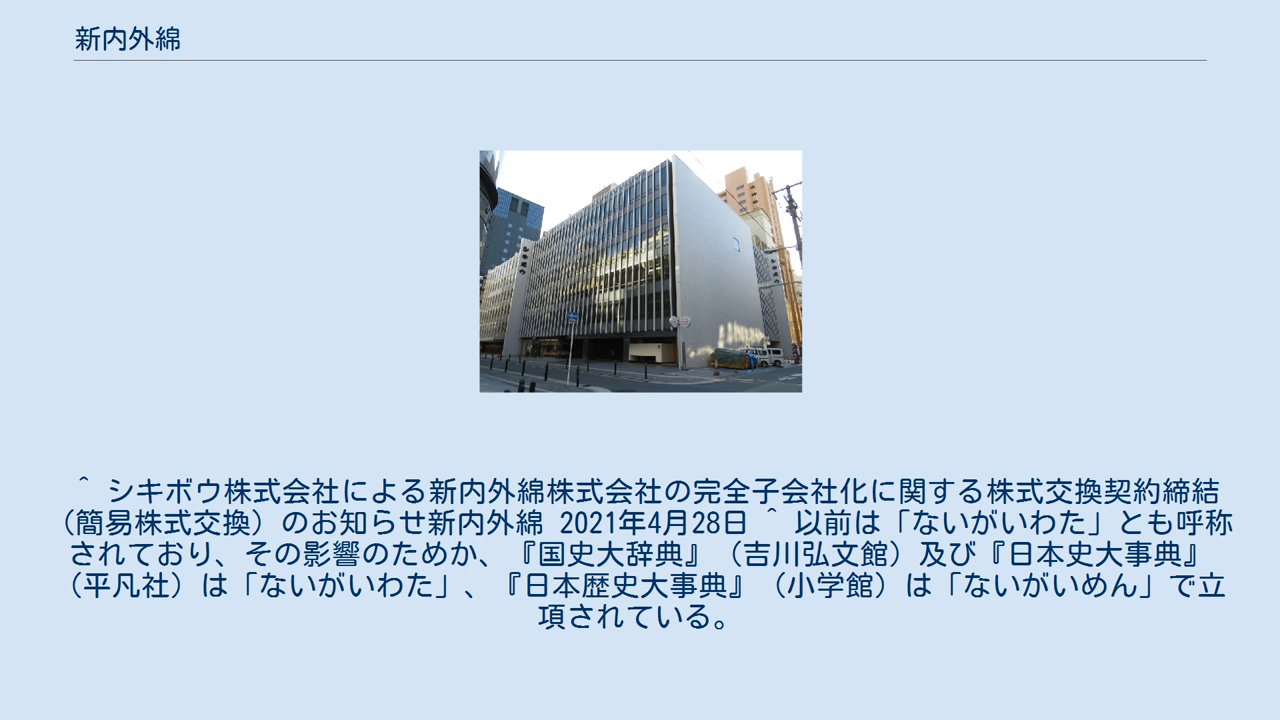 新内外綿
^ シキボウ株式会社による新内外綿株式会社の完全子会社化に関する株式交換契約締結
（簡易株式交換）のお知らせ新内外綿 2021年4月28日 ^ 以前は「ないがいわた」とも呼称
されており、その影響のためか、『国史大辞典』（吉川弘文館）及び『日本史大事典』
（平凡社）は「ないがいわた」、『日本歴史大事典』（小学館）は「ないがいめん」で立
項されている。